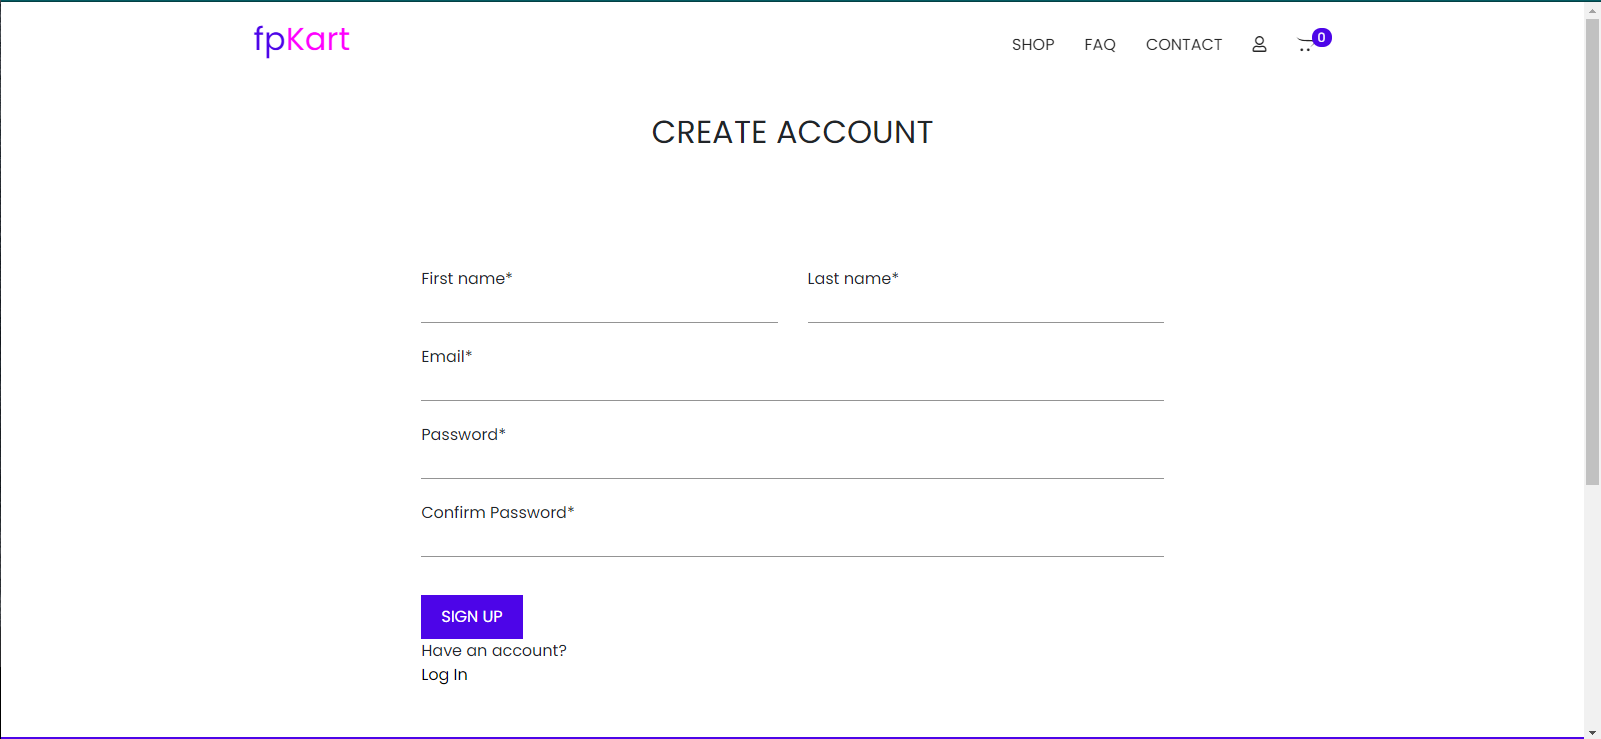 fpKart
SHOP FAQ CONTACT 0
CREATE ACCOUNT
First name* Last name*
Email*
Password*
Confirm Password*
SIGN UP
Have an account?
Log In